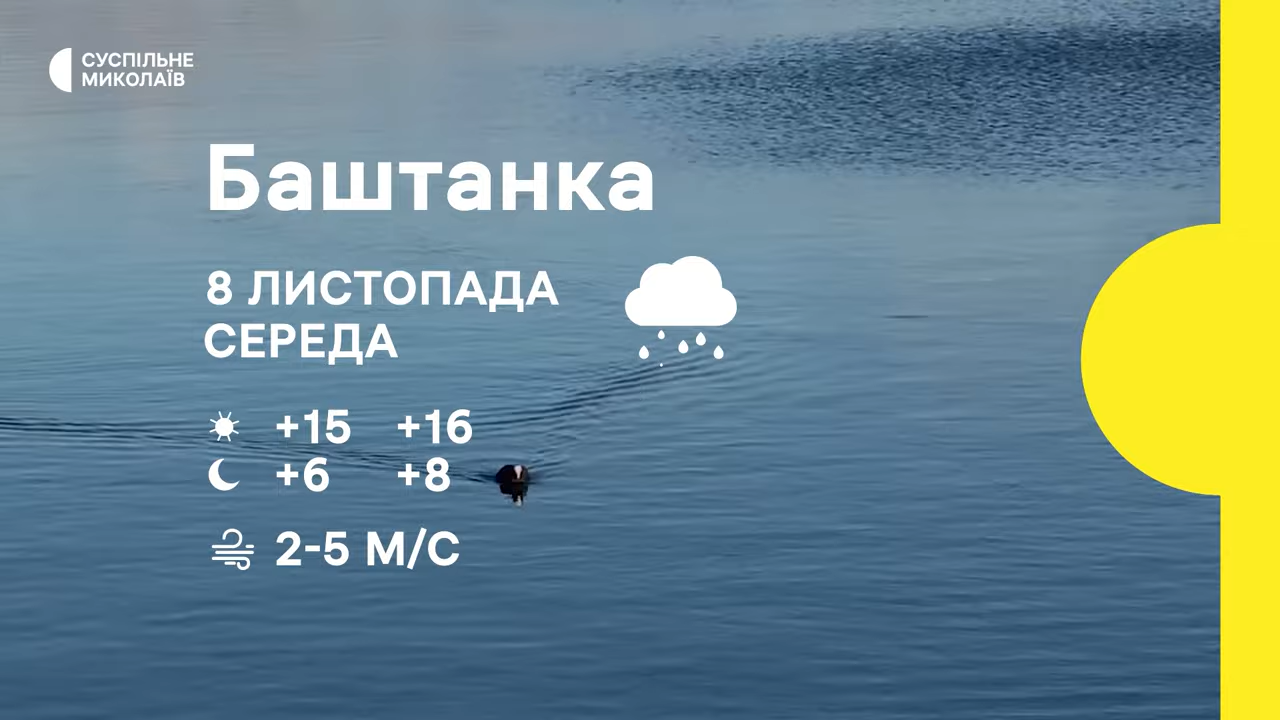 СУСПІЛЬНЕ
МИКОЛАЇВ
Баштанка
8 ЛИСТОПАДА
СЕРЕДА
+15 +16
+6 +8
2-5 М/С